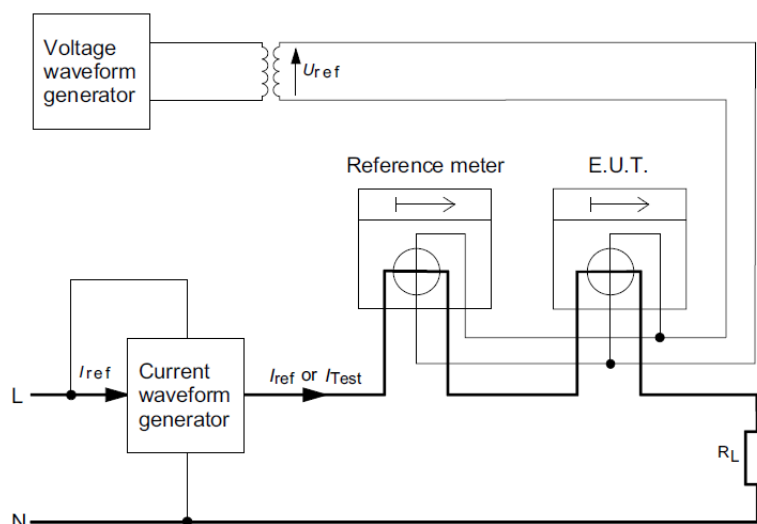 Voltage
waveform
generator
Uref
Reference meter
E.U.T.
L
Iref
Current
waveform
generator
Iref or ITest
RL
N